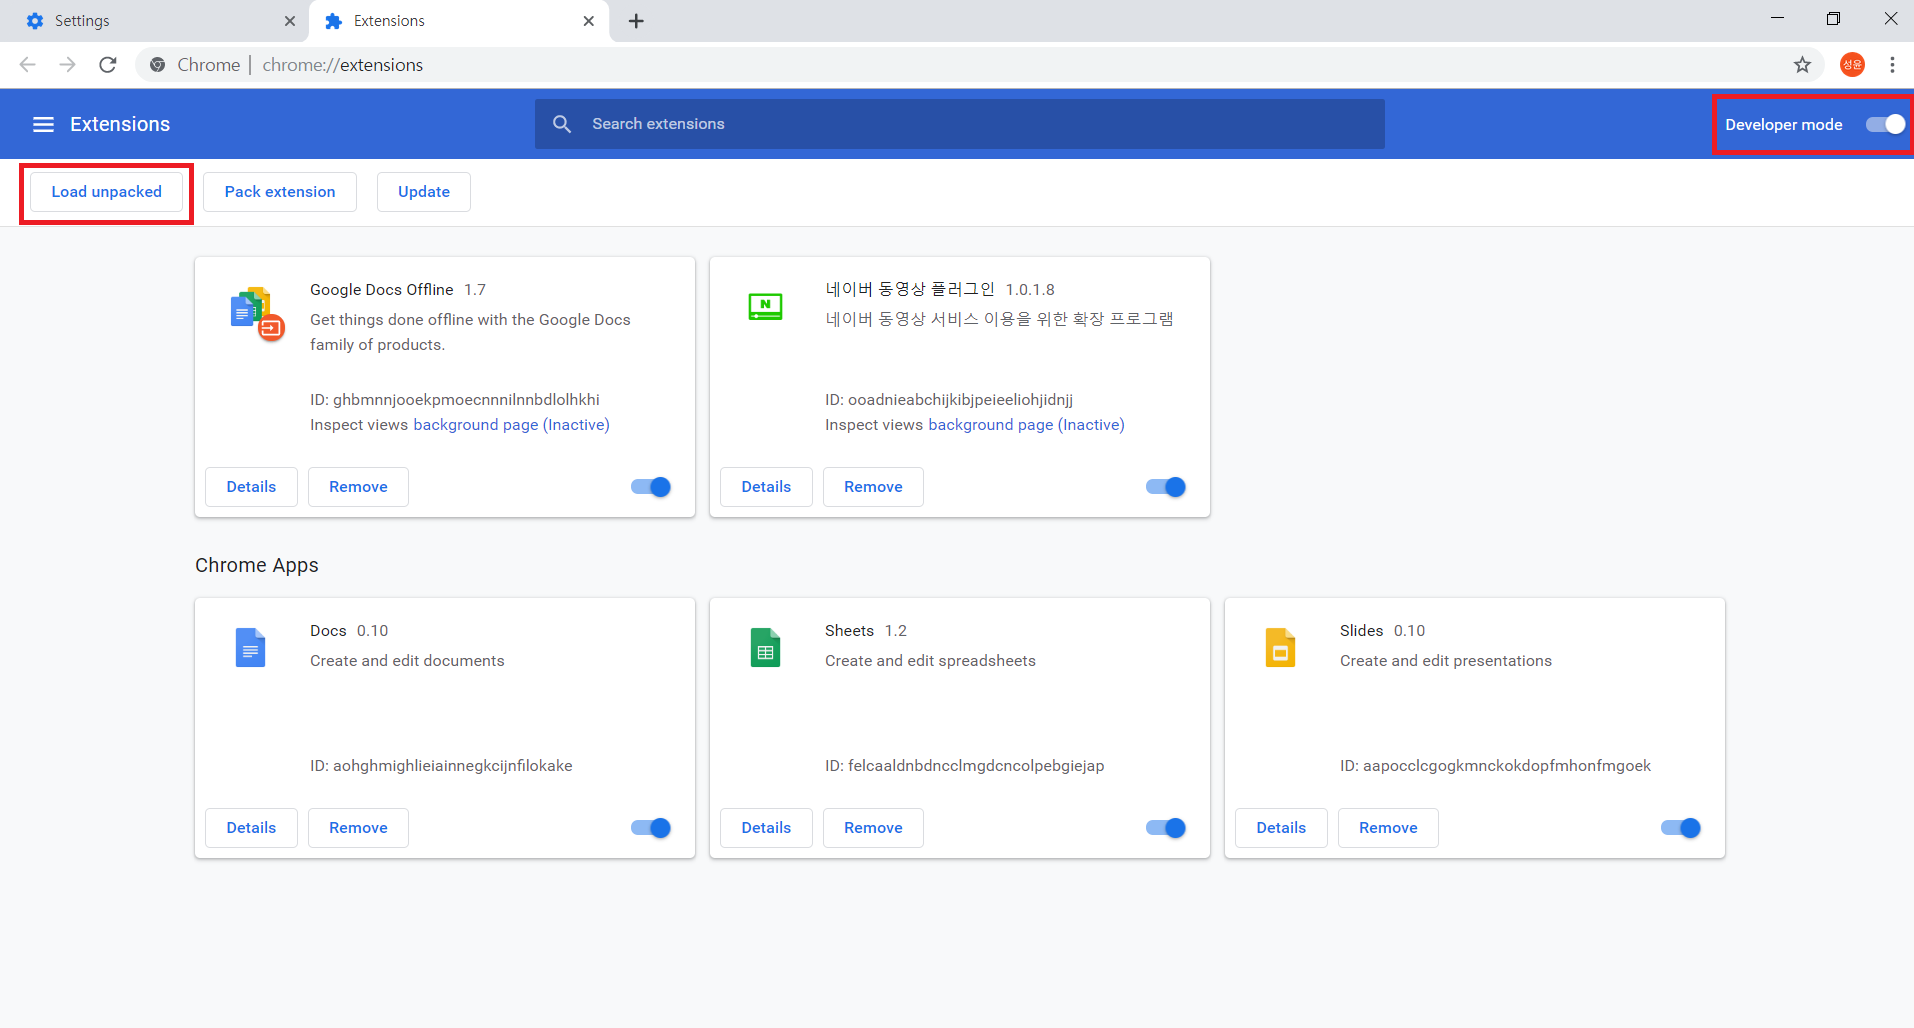 Settings
Extensions
Chrome
chrome://extensions
성윤
Extensions
Search extensions
Developer mode
Load unpacked
Pack extension
Update
Google Docs Offline 1.7
Get things done offline with the Google Docs
family of products.
ID: ghbmnnjooekpmoecnnnilnnbdlolhkhi
Inspect views background page (Inactive)
Details
Remove
네이버 동영상 플러그인 1.0.1.8
네이버 동영상 서비스 이용을 위한 확장 프로그램
ID: ooadnieabchijkibjpeieeliohjidnjj
Inspect views background page (Inactive)
Details
Remove
Chrome Apps
Docs 0.10
Create and edit documents
ID: aohghmighlieiainnegkcijnfilokake
Details
Remove
Sheets 1.2
Create and edit spreadsheets
ID: felcaaldnbdncclmgdcncolpebgiejap
Details
Remove
Slides 0.10
Create and edit presentations
ID: aapocclcgogkmnckokdopfmhonfmgoek
Details
Remove